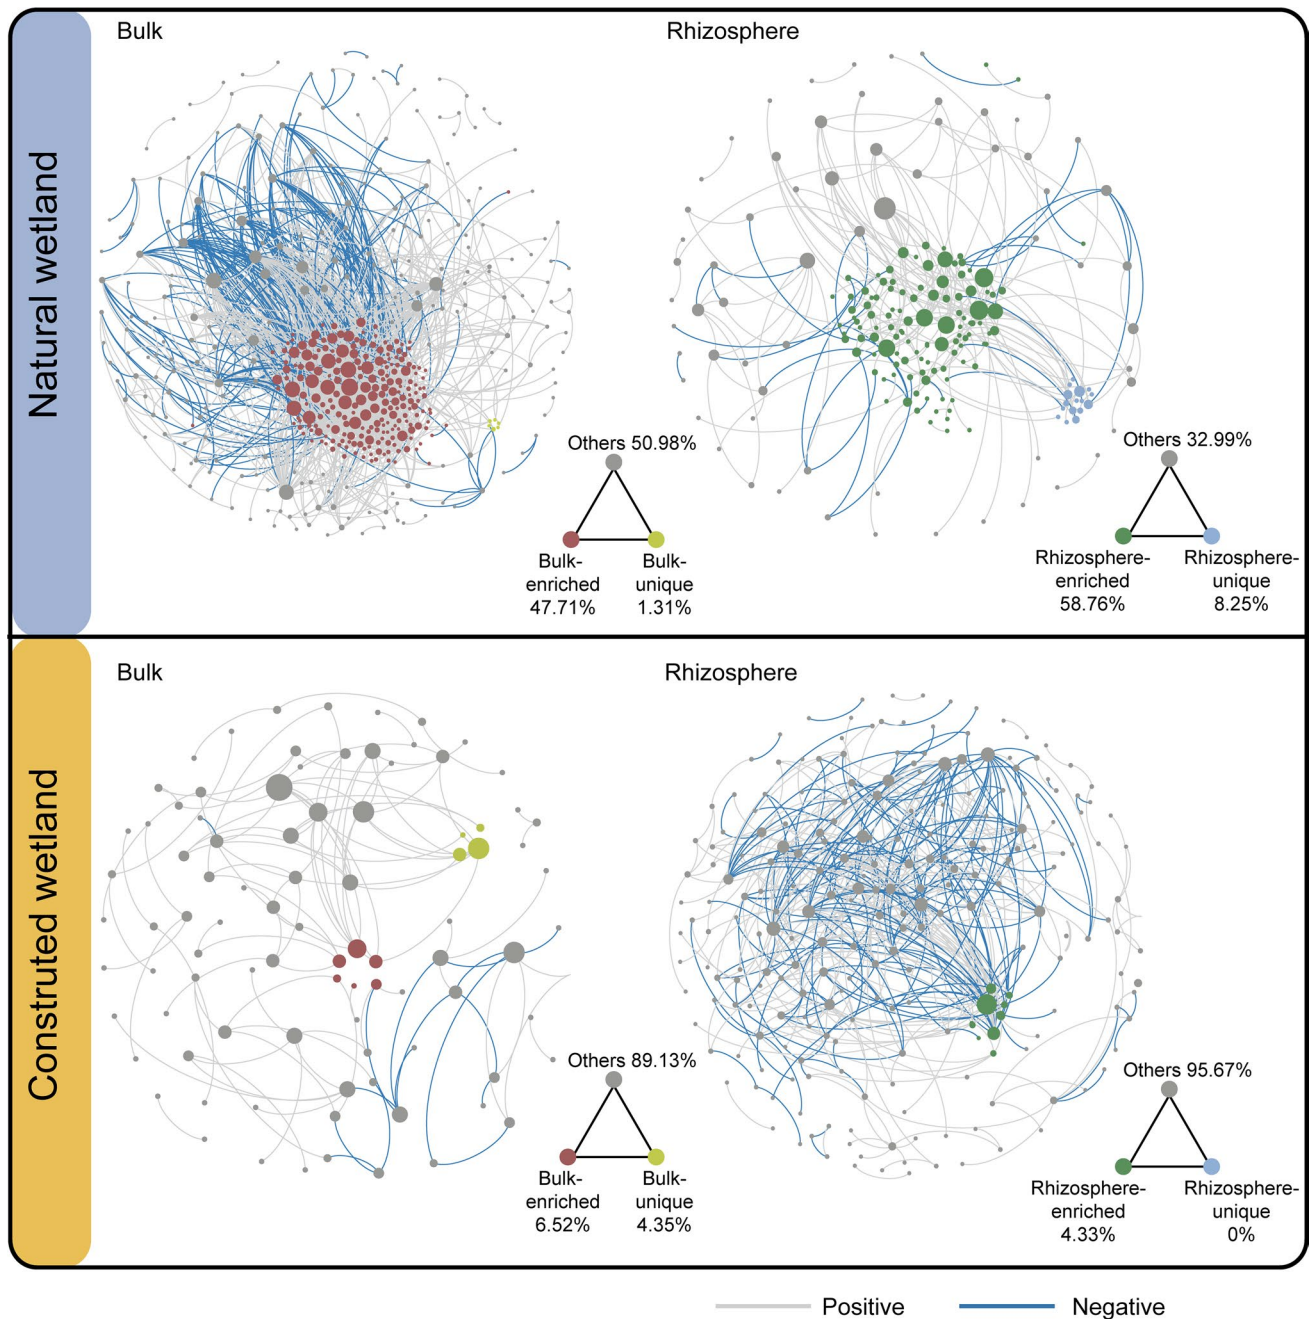 Natural wetland
Bulk
Rhizosphere
Others 50.98%
Bulk-
enriched
47.71%
Bulk-
unique
1.31%
Others 32.99%
Rhizosphere-
enriched
58.76%
Rhizosphere-
unique
8.25%
Construted wetland
Bulk
Rhizosphere
Others 89.13%
Bulk-
enriched
6.52%
Bulk-
unique
4.35%
Others 95.67%
Rhizosphere-
enriched
4.33%
Rhizosphere-
unique
0%
Positive
Negative